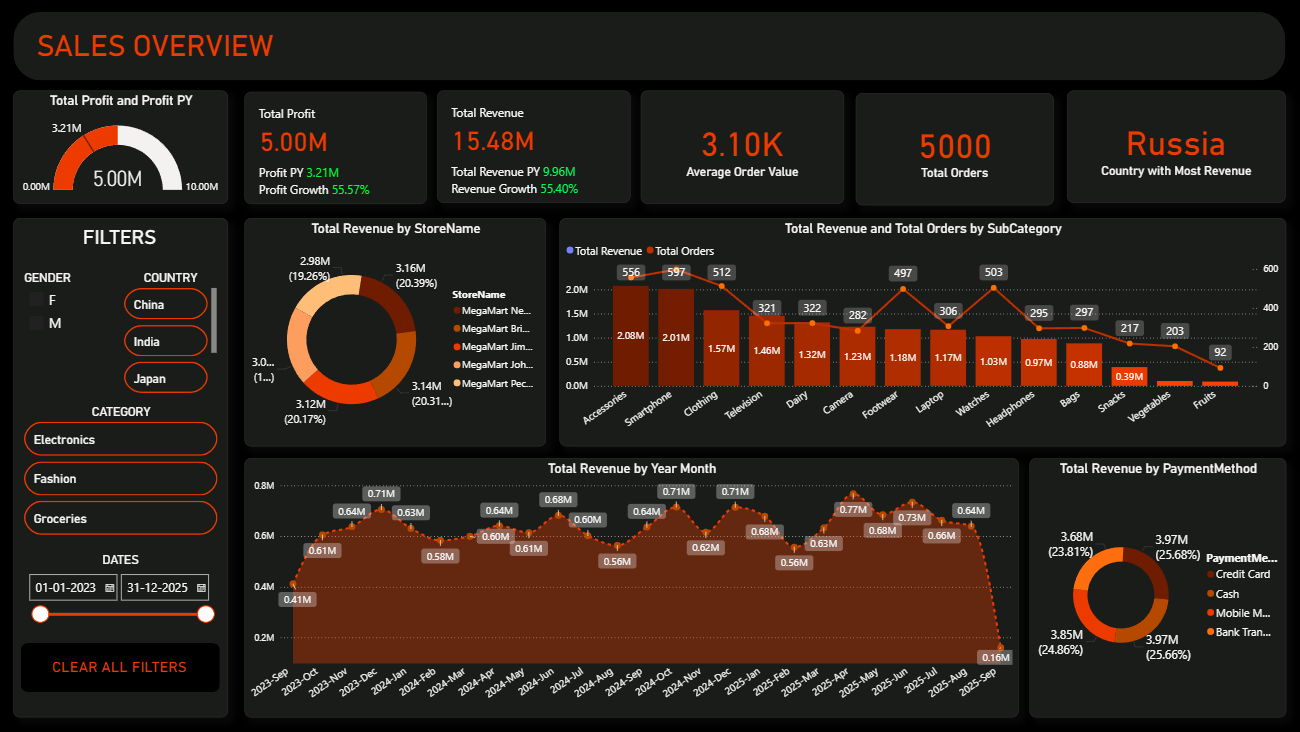 SALES OVERVIEW
Total Profit and Profit PY
3.21M
0.00M
5.00M
10.00M
Total Profit
5.00M
Profit PY 3.21M
Profit Growth 55.57%
Total Revenue
15.48M
Total Revenue PY 9.96M
Revenue Growth 55.40%
3.10K
Average Order Value
5000
Total Orders
Russia
Country with Most Revenue
FILTERS
GENDER
F
M
COUNTRY
China
India
Japan
CATEGORY
Electronics
Fashion
Groceries
DATES
01-01-2023
31-12-2025
CLEAR ALL FILTERS
Total Revenue by StoreName
2.98M
(19.26%)
3.16M
(20.39%)
3.0...
(1...)
3.14M
(20.31...)
3.12M
(20.17%)
StoreName
MegaMart Ne...
MegaMart Bri...
MegaMart Jim...
MegaMart Joh...
MegaMart Pec...
Total Revenue and Total Orders by SubCategory
Total Revenue
Total Orders
556
597
512
321
322
282
497
306
503
295
297
217
203
92
2.0M
1.5M
1.0M
0.5M
0.0M
600
400
200
0
2.08M
2.01M
1.57M
1.46M
1.32M
1.23M
1.18M
1.17M
1.03M
0.97M
0.88M
0.39M
Accessories
Smartphone
Clothing
Television
Dairy
Camera
Footwear
Laptop
Watches
Headphones
Bags
Snacks
Vegetables
Fruits
Total Revenue by Year Month
0.8M
0.6M
0.4M
0.2M
0.41M
0.61M
0.64M
0.71M
0.63M
0.58M
0.60M
0.64M
0.61M
0.68M
0.60M
0.56M
0.64M
0.71M
0.62M
0.71M
0.68M
0.56M
0.63M
0.77M
0.68M
0.73M
0.66M
0.64M
0.16M
2023-Sep
2023-Oct
2023-Nov
2023-Dec
2024-Jan
2024-Feb
2024-Mar
2024-Apr
2024-May
2024-Jun
2024-Jul
2024-Aug
2024-Sep
2024-Oct
2024-Nov
2024-Dec
2025-Jan
2025-Feb
2025-Mar
2025-Apr
2025-May
2025-Jun
2025-Jul
2025-Aug
2025-Sep
Total Revenue by PaymentMethod
3.68M
(23.81%)
3.97M
(25.68%)
3.85M
(24.86%)
3.97M
(25.66%)
PaymentMe...
Credit Card
Cash
Mobile M...
Bank Tran...